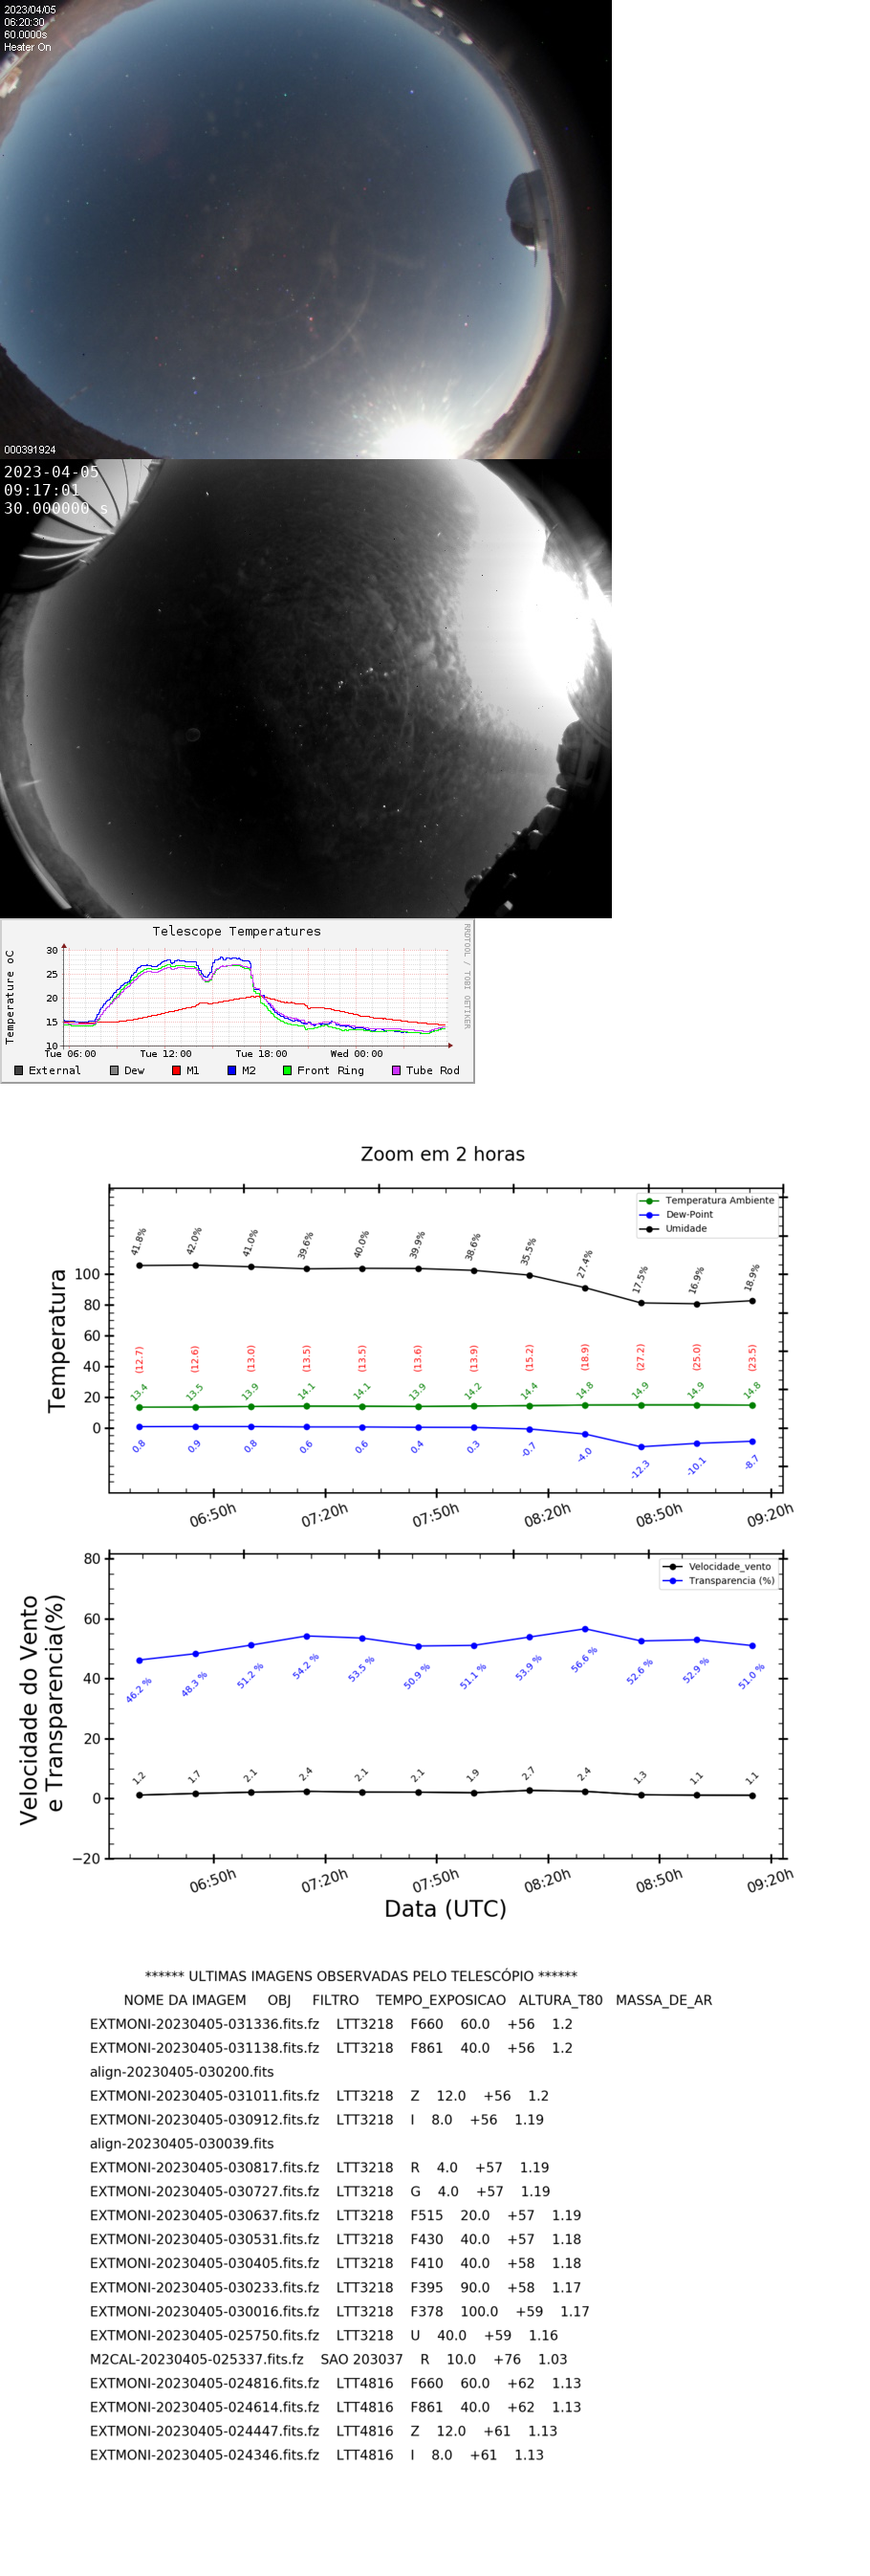 2023/04/05
06:20:30
60.0000s
Heater On
000391924
2023-04-05
09:17:01
30.000000 s
Telescope Temperatures
RRDTOOL / TOBI OETIKER
Temperature oC
30
25
20
15
10
Tue 06:00 Tue 12:00 Tue 18:00 Wed 00:00
External Dew M1 M2 Front Ring Tube Rod
Zoom em 2 horas
Temperatura Ambiente
Dew-Point
Umidade
Temperatura
100
80
60
40
20
0
41.8% 42.0% 41.0% 39.6% 40.0% 39.9% 38.6% 35.5% 27.4% 17.5% 16.9% 18.9%
(12.7) (12.6) (13.0) (13.5) (13.5) (13.6) (13.9) (15.2) (18.9) (27.2) (25.0) (23.5)
13.4 13.5 13.9 14.1 14.1 13.9 14.2 14.4 14.8 14.9 14.9 14.8
0.8 0.9 0.8 0.6 0.6 0.4 0.3 -0.7 -4.0 -12.3 -10.1 -8.7
06:50h 07:20h 07:50h 08:20h 08:50h 09:20h
Velocidade_vento
Transparencia (%)
Velocidade do Vento
e Transparencia(%)
80
60
40
20
0
−20
46.2 % 48.3 % 51.2 % 54.2 % 53.5 % 50.9 % 51.1 % 53.9 % 56.6 % 52.6 % 52.9 % 51.0 %
1.2 1.7 2.1 2.4 2.1 2.1 1.9 2.7 2.4 1.3 1.1 1.1
06:50h 07:20h 07:50h 08:20h 08:50h 09:20h
Data (UTC)
****** ULTIMAS IMAGENS OBSERVADAS PELO TELESCÓPIO ******
NOME DA IMAGEM OBJ FILTRO TEMPO_EXPOSICAO ALTURA_T80 MASSA_DE_AR
EXTMONI-20230405-031336.fits.fz LTT3218 F660 60.0 +56 1.2
EXTMONI-20230405-031138.fits.fz LTT3218 F861 40.0 +56 1.2
align-20230405-030200.fits
EXTMONI-20230405-031011.fits.fz LTT3218 Z 12.0 +56 1.2
EXTMONI-20230405-030912.fits.fz LTT3218 I 8.0 +56 1.19
align-20230405-030039.fits
EXTMONI-20230405-030817.fits.fz LTT3218 R 4.0 +57 1.19
EXTMONI-20230405-030727.fits.fz LTT3218 G 4.0 +57 1.19
EXTMONI-20230405-030637.fits.fz LTT3218 F515 20.0 +57 1.19
EXTMONI-20230405-030531.fits.fz LTT3218 F430 40.0 +57 1.18
EXTMONI-20230405-030405.fits.fz LTT3218 F410 40.0 +58 1.18
EXTMONI-20230405-030233.fits.fz LTT3218 F395 90.0 +58 1.17
EXTMONI-20230405-030016.fits.fz LTT3218 F378 100.0 +59 1.17
EXTMONI-20230405-025750.fits.fz LTT3218 U 40.0 +59 1.16
M2CAL-20230405-025337.fits.fz SAO 203037 R 10.0 +76 1.03
EXTMONI-20230405-024816.fits.fz LTT4816 F660 60.0 +62 1.13
EXTMONI-20230405-024614.fits.fz LTT4816 F861 40.0 +62 1.13
EXTMONI-20230405-024447.fits.fz LTT4816 Z 12.0 +61 1.13
EXTMONI-20230405-024346.fits.fz LTT4816 I 8.0 +61 1.13